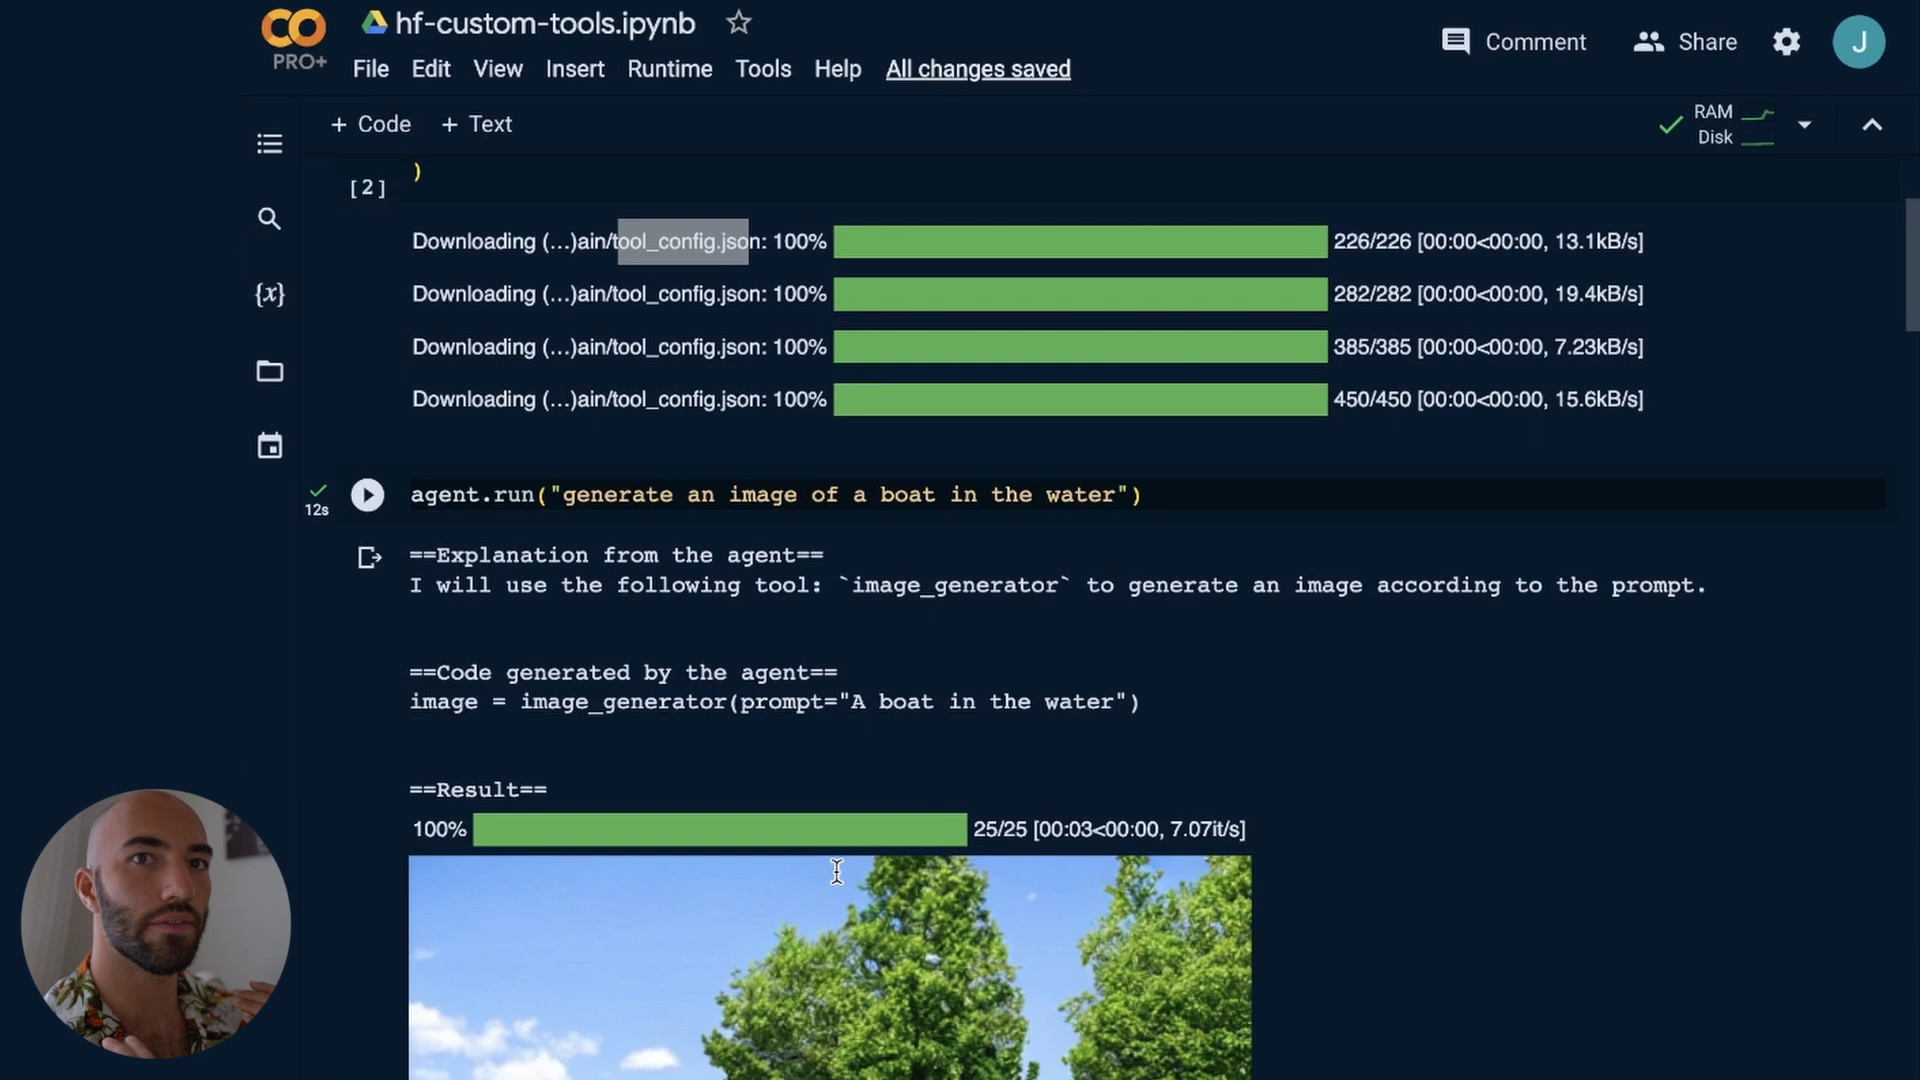 hf-custom-tools.ipynb
PRO+
File Edit View Insert Runtime Tools Help All changes saved
Comment
Share
J
+ Code + Text
RAM
Disk
)
[2]
Downloading (…)ain/tool_config.json: 100% 226/226 [00:00<00:00, 13.1kB/s]
Downloading (…)ain/tool_config.json: 100% 282/282 [00:00<00:00, 19.4kB/s]
Downloading (…)ain/tool_config.json: 100% 385/385 [00:00<00:00, 7.23kB/s]
Downloading (…)ain/tool_config.json: 100% 450/450 [00:00<00:00, 15.6kB/s]
12s
agent.run("generate an image of a boat in the water")
==Explanation from the agent==
I will use the following tool: `image_generator` to generate an image according to the prompt.
==Code generated by the agent==
image = image_generator(prompt="A boat in the water")
==Result==
100% 25/25 [00:03<00:00, 7.07it/s]
{x}